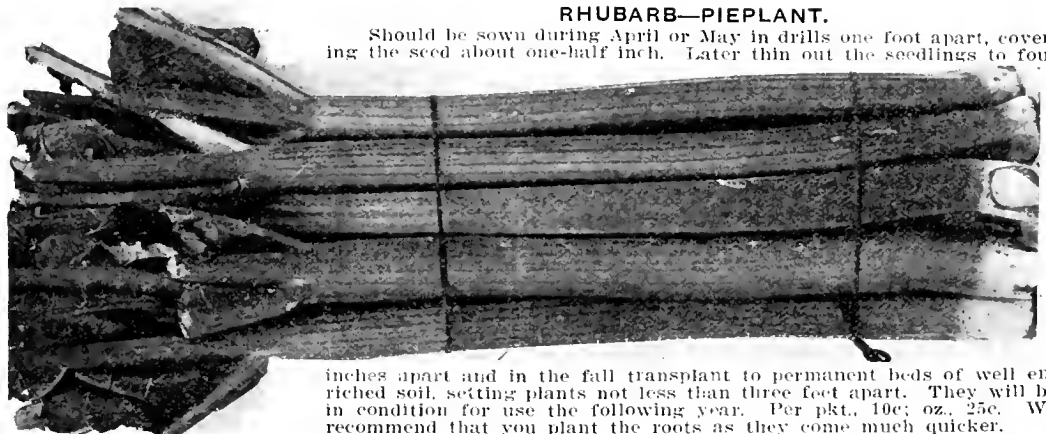 RHUBARB—PIEPLANT.
Should be sown during April or May in drills one foot apart, cover
ing the seed about one-half inch. Later thin out the seedlings to fou
inches apart and in the fall transplant to permanent beds of well en
riched soil, setting plants not less than three feet apart. They will b
in condition for use the following year. Per pkt., 10c; oz., 25c. W
recommend that you plant the roots as they come much quicker.